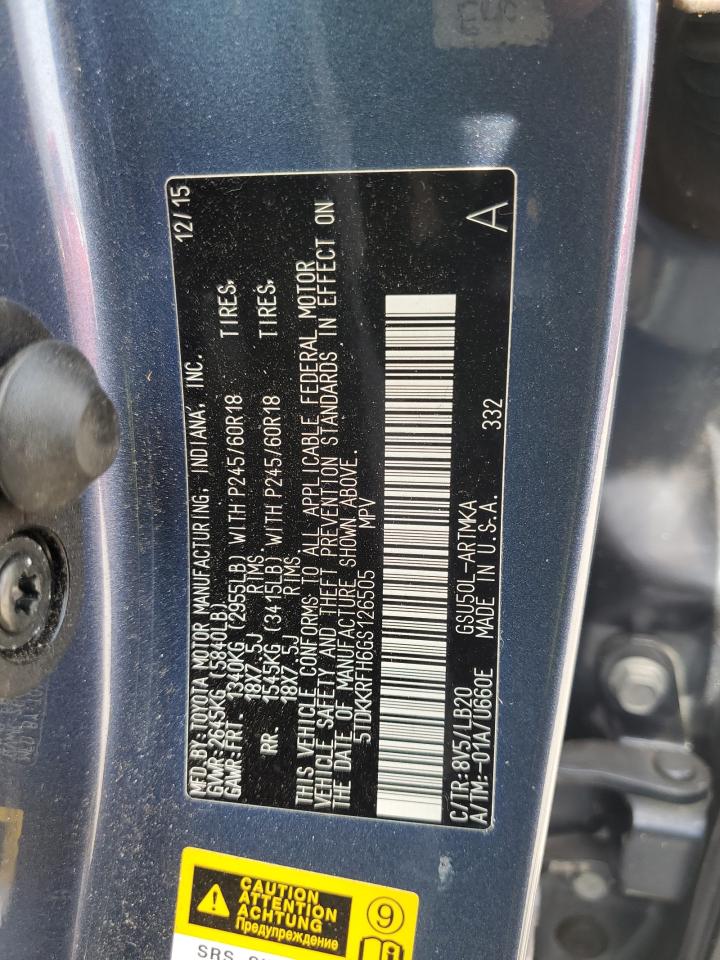 MFD.BY:TOYOTA MOTOR MANUFACTURING, INDIANA, INC. 12/15
GVWR:2645KG (5840LB)
GAWR:FRT. 1340KG (2955LB) WITH P245/60R18 TIRES,
18X7.5J RIMS.
RR. 1545KG (3415LB) WITH P245/60R18 TIRES,
18X7.5J RIMS
THIS VEHICLE CONFORMS TO ALL APPLICABLE FEDERAL MOTOR
VEHICLE SAFETY AND THEFT PREVENTION STANDARDS IN EFFECT ON
THE DATE OF MANUFACTURE SHOWN ABOVE.
5TDKKRFH6GS126505 MPV
C/TR:8V5/LB20 GSU50L-ARTMKA 332
A/TM:-01A/U660E MADE IN U.S.A. A
CAUTION
ATTENTION
ACHTUNG
Предупреждение
9
SRS